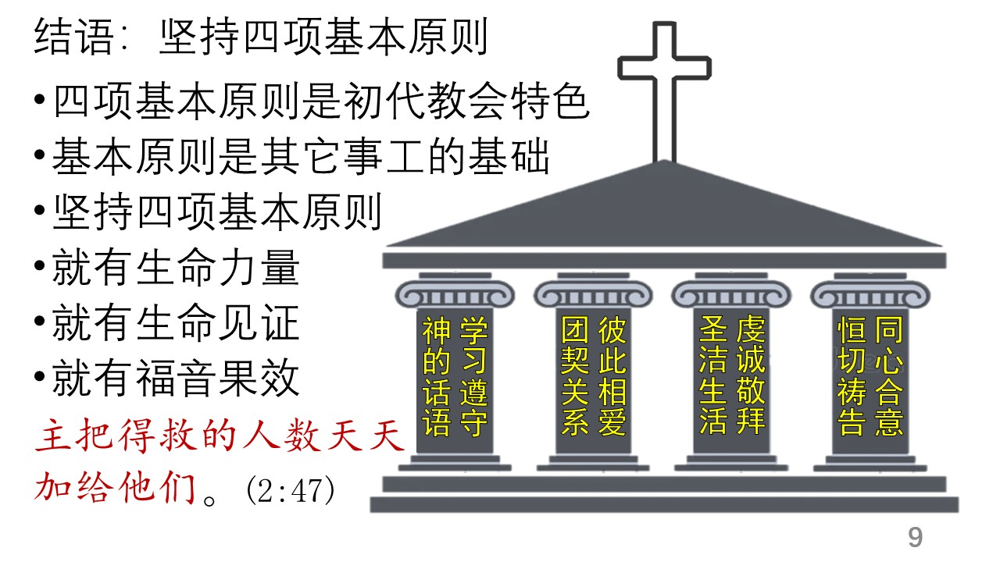 结语：坚持四项基本原则
•四项基本原则是初代教会特色
•基本原则是其它事工的基础
•坚持四项基本原则
•就有生命力量
•就有生命见证
•就有福音果效
主把得救的人数天天
加给他们。(2:47)
学习遵守
神的话语
彼此相爱
团契关系
虔诚敬拜
圣洁生活
同心合意
恒切祷告
9